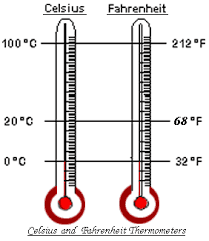 Celsius Fahrenheit
100°C 212°F
20°C 68°F
0°C 32°F
Celsius and Fahrenheit Thermometers